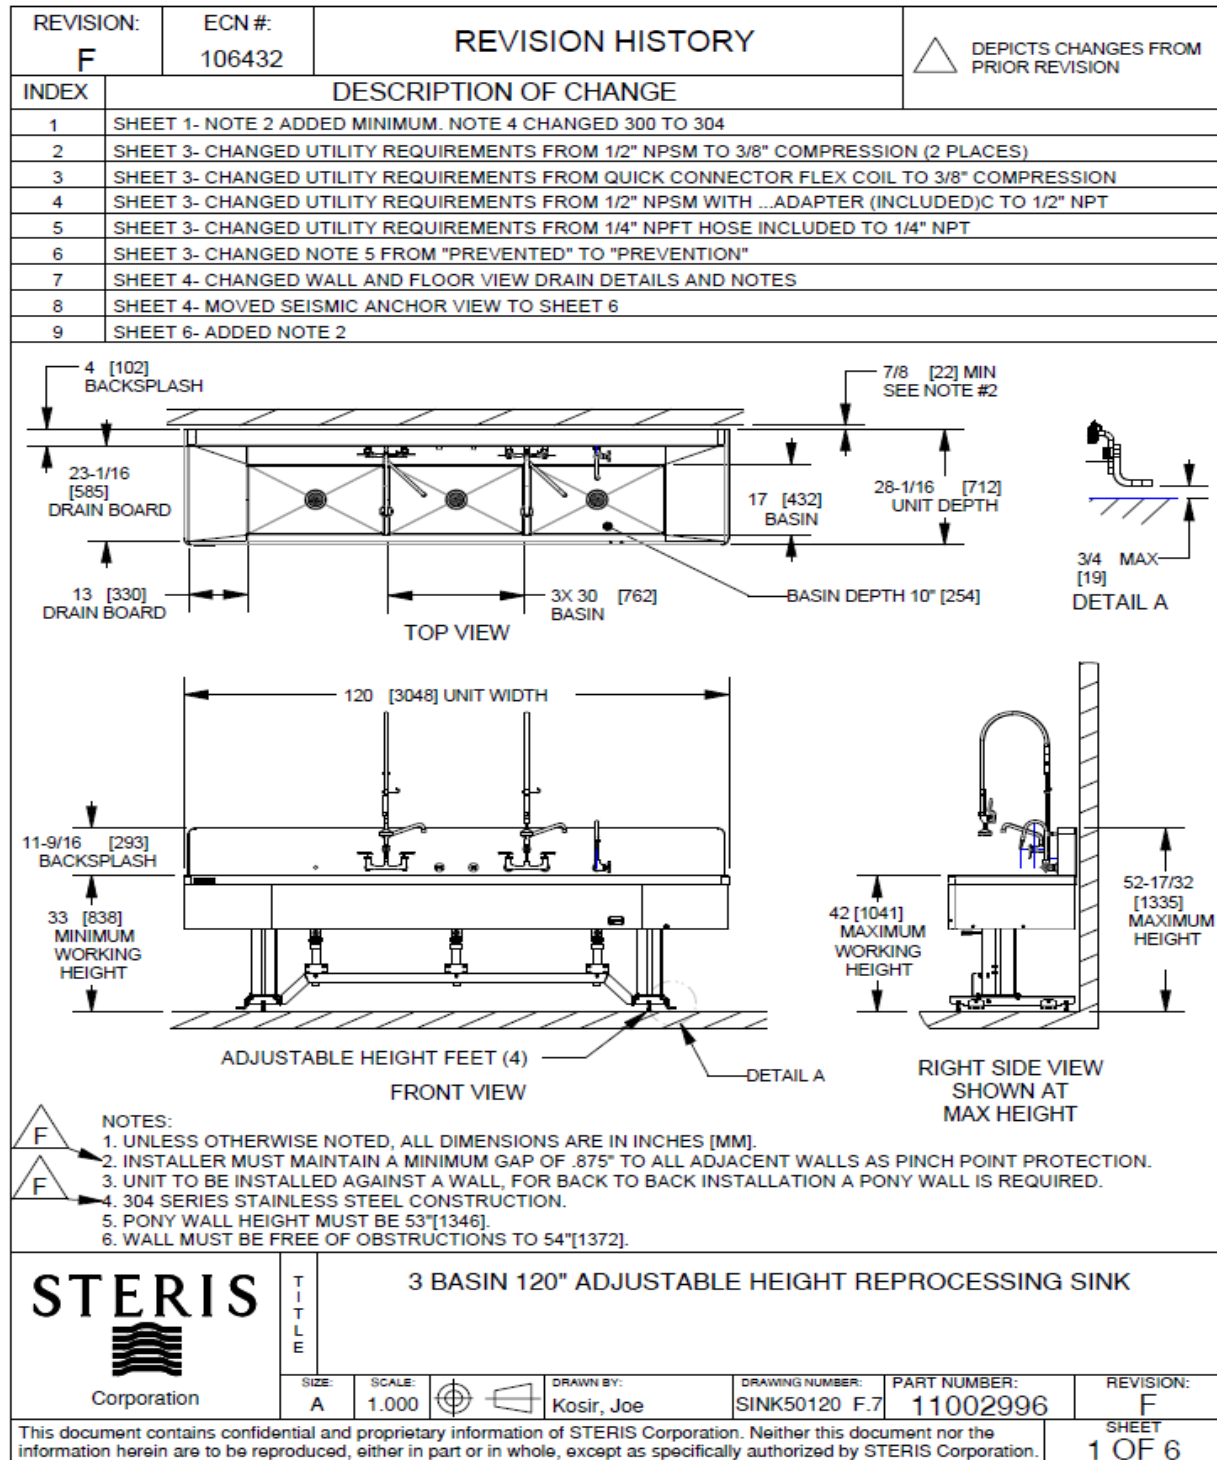 REVISION:
F
ECN #:
106432
REVISION HISTORY
DEPICTS CHANGES FROM
PRIOR REVISION
INDEX
DESCRIPTION OF CHANGE
1 SHEET 1- NOTE 2 ADDED MINIMUM. NOTE 4 CHANGED 300 TO 304
2 SHEET 3- CHANGED UTILITY REQUIREMENTS FROM 1/2" NPSM TO 3/8" COMPRESSION (2 PLACES)
3 SHEET 3- CHANGED UTILITY REQUIREMENTS FROM QUICK CONNECTOR FLEX COIL TO 3/8" COMPRESSION
4 SHEET 3- CHANGED UTILITY REQUIREMENTS FROM 1/2" NPSM WITH ...ADAPTER (INCLUDED)C TO 1/2" NPT
5 SHEET 3- CHANGED UTILITY REQUIREMENTS FROM 1/4" NPFT HOSE INCLUDED TO 1/4" NPT
6 SHEET 3- CHANGED NOTE 5 FROM "PREVENTED" TO "PREVENTION"
7 SHEET 4- CHANGED WALL AND FLOOR VIEW DRAIN DETAILS AND NOTES
8 SHEET 4- MOVED SEISMIC ANCHOR VIEW TO SHEET 6
9 SHEET 6- ADDED NOTE 2
4 [102]
BACKSPLASH
7/8 [22] MIN
SEE NOTE #2
23-1/16
[585]
DRAIN BOARD
17 [432]
BASIN
28-1/16 [712]
UNIT DEPTH
3/4 MAX
[19]
DETAIL A
13 [330]
DRAIN BOARD
3X 30 [762]
BASIN
BASIN DEPTH 10" [254]
TOP VIEW
120 [3048] UNIT WIDTH
11-9/16 [293]
BACKSPLASH
33 [838]
MINIMUM
WORKING
HEIGHT
42 [1041]
MAXIMUM
WORKING
HEIGHT
52-17/32
[1335]
MAXIMUM
HEIGHT
ADJUSTABLE HEIGHT FEET (4)
DETAIL A
FRONT VIEW
RIGHT SIDE VIEW
SHOWN AT
MAX HEIGHT
F
F
NOTES:
1. UNLESS OTHERWISE NOTED, ALL DIMENSIONS ARE IN INCHES [MM].
2. INSTALLER MUST MAINTAIN A MINIMUM GAP OF .875" TO ALL ADJACENT WALLS AS PINCH POINT PROTECTION.
3. UNIT TO BE INSTALLED AGAINST A WALL, FOR BACK TO BACK INSTALLATION A PONY WALL IS REQUIRED.
4. 304 SERIES STAINLESS STEEL CONSTRUCTION.
5. PONY WALL HEIGHT MUST BE 53"[1346].
6. WALL MUST BE FREE OF OBSTRUCTIONS TO 54"[1372].
STERIS
Corporation
TITLE
3 BASIN 120" ADJUSTABLE HEIGHT REPROCESSING SINK
SIZE:
A
SCALE:
1.000
DRAWN BY:
Kosir, Joe
DRAWING NUMBER:
SINK50120 F.7
PART NUMBER:
11002996
REVISION:
F
This document contains confidential and proprietary information of STERIS Corporation. Neither this document nor the
information herein are to be reproduced, either in part or in whole, except as specifically authorized by STERIS Corporation.
SHEET
1 OF 6